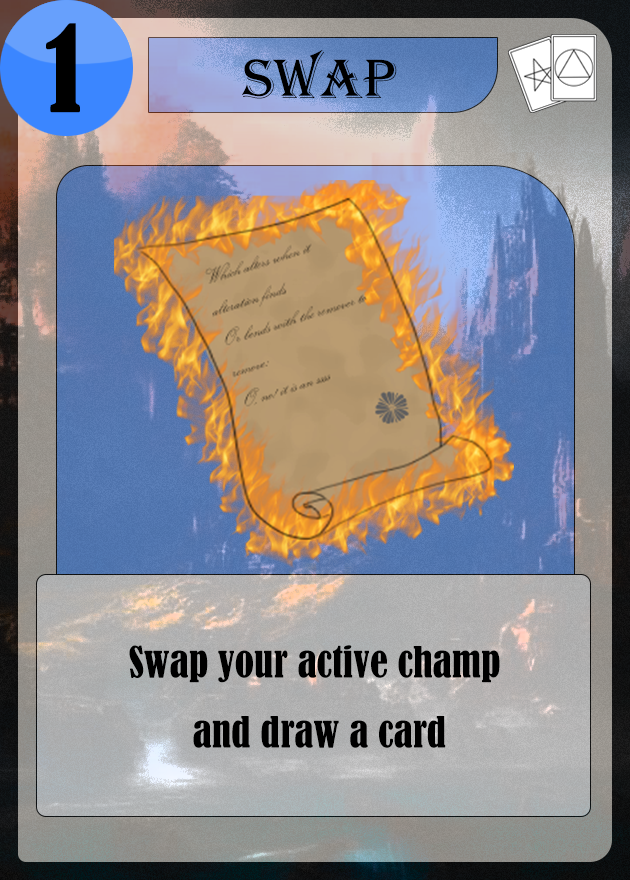 1
SWAP
Which alters when it
alteration finds
Or bends with the remover to
remove:
O, no! it is an
Swap your active champ
and draw a card